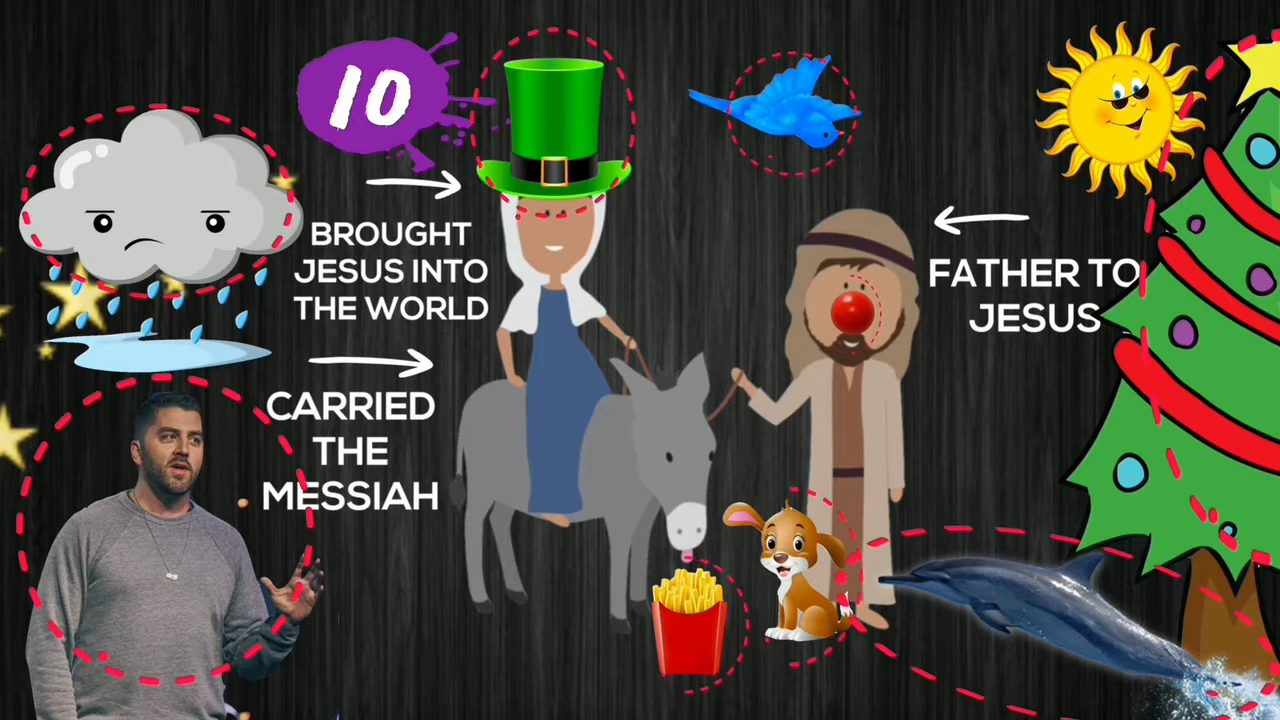 10
BROUGHT
JESUS INTO
THE WORLD
CARRIED
THE
MESSIAH
FATHER TO
JESUS